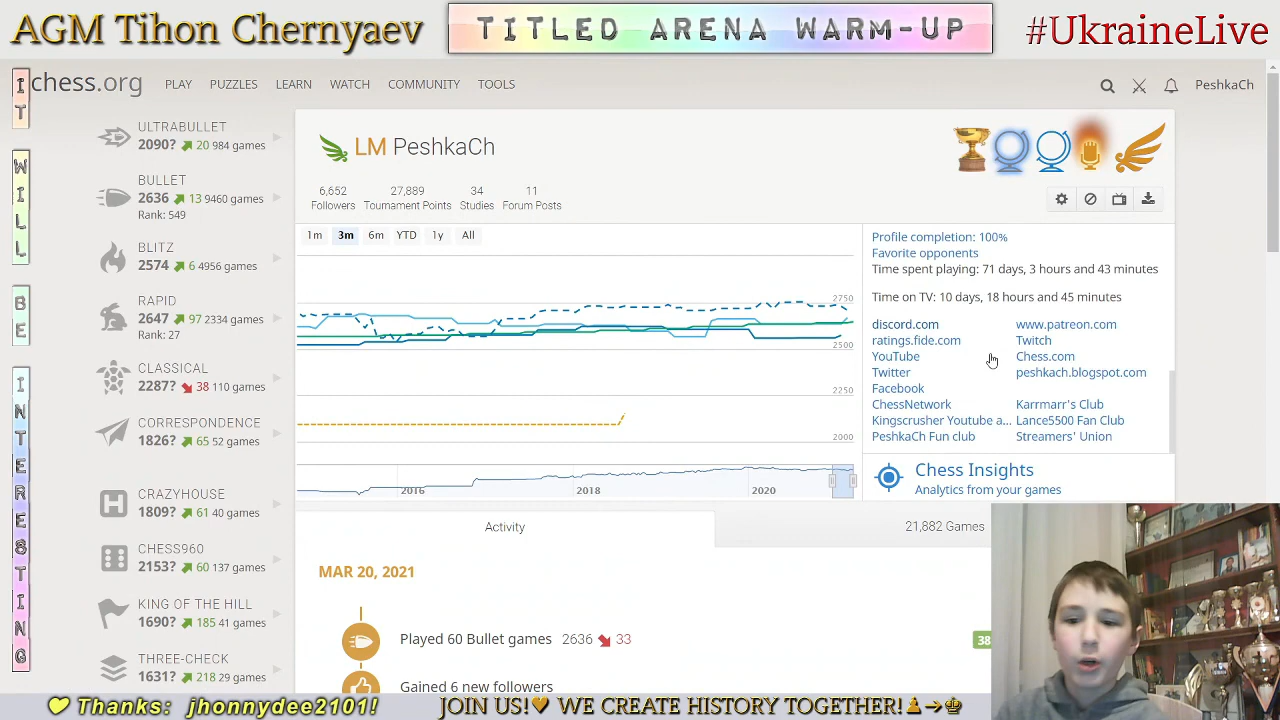 AGM Tihon Chernyaev
TITLED ARENA WARM-UP
#UkraineLive
IT WILL BE INTERESTING
chess.org
PLAY
PUZZLES
LEARN
WATCH
COMMUNITY
TOOLS
PeshkaCh
ULTRABULLET
2090? 20 984 games
BULLET
2636 13 9460 games
Rank: 549
BLITZ
2574 6 4956 games
RAPID
2647 97 2334 games
Rank: 27
CLASSICAL
2287? 38 110 games
CORRESPONDENCE
1826? 65 52 games
CRAZYHOUSE
1809? 61 40 games
CHESS960
2153? 60 137 games
KING OF THE HILL
1690? 185 41 games
THREE-CHECK
1631? 218 29 games
LM PeshkaCh
6,652 27,889 34 11
Followers Tournament Points Studies Forum Posts
1m 3m 6m YTD 1y All
2750
2500
2250
2000
2016 2018 2020
Profile completion: 100%
Favorite opponents
Time spent playing: 71 days, 3 hours and 43 minutes
Time on TV: 10 days, 18 hours and 45 minutes
discord.com www.patreon.com
ratings.fide.com Twitch
YouTube Chess.com
Twitter peshkach.blogspot.com
Facebook
ChessNetwork Karrmarr's Club
Kingscrusher Youtube a... Lance5500 Fan Club
PeshkaCh Fun club Streamers' Union
Chess Insights
Analytics from your games
Activity 21,882 Games
MAR 20, 2021
Played 60 Bullet games 2636 33
38
Gained 6 new followers
Thanks: jhonnydee2101!
JOIN US! WE CREATE HISTORY TOGETHER!